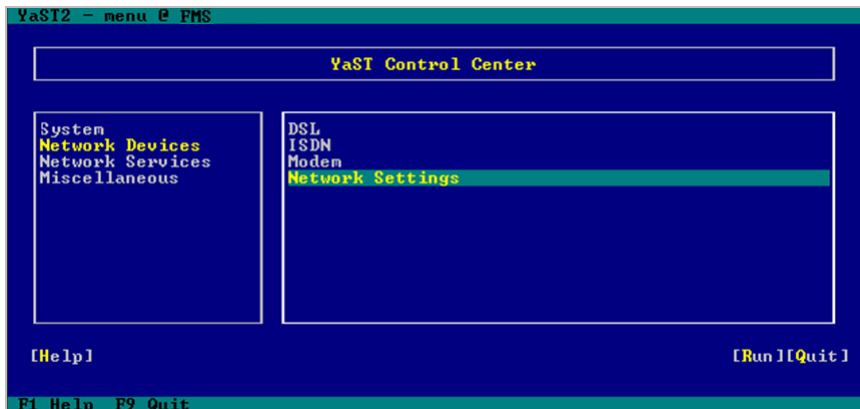 YaST2 - menu @ FMS
YaST Control Center
System
Network Devices
Network Services
Miscellaneous
DSL
ISDN
Modem
Network Settings
[Help] [Run][Quit]
F1 Help F9 Quit